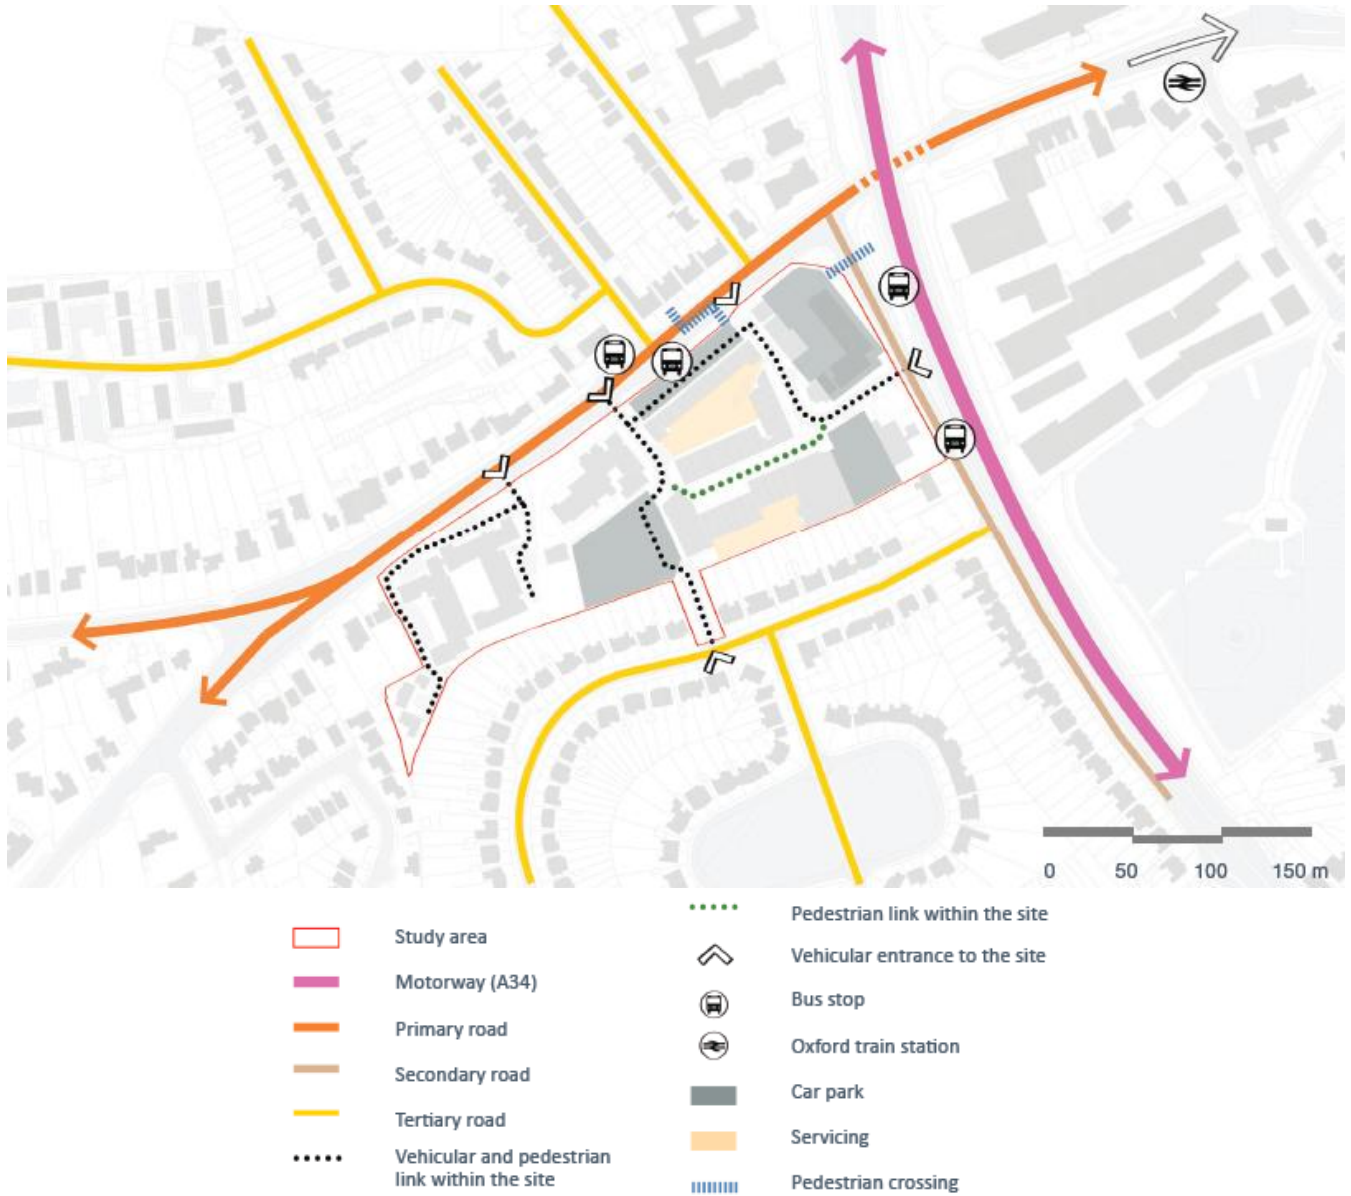 0 50 100 150 m
Study area
Motorway (A34)
Primary road
Secondary road
Tertiary road
Vehicular and pedestrian
link within the site
Pedestrian link within the site
Vehicular entrance to the site
Bus stop
Oxford train station
Car park
Servicing
Pedestrian crossing